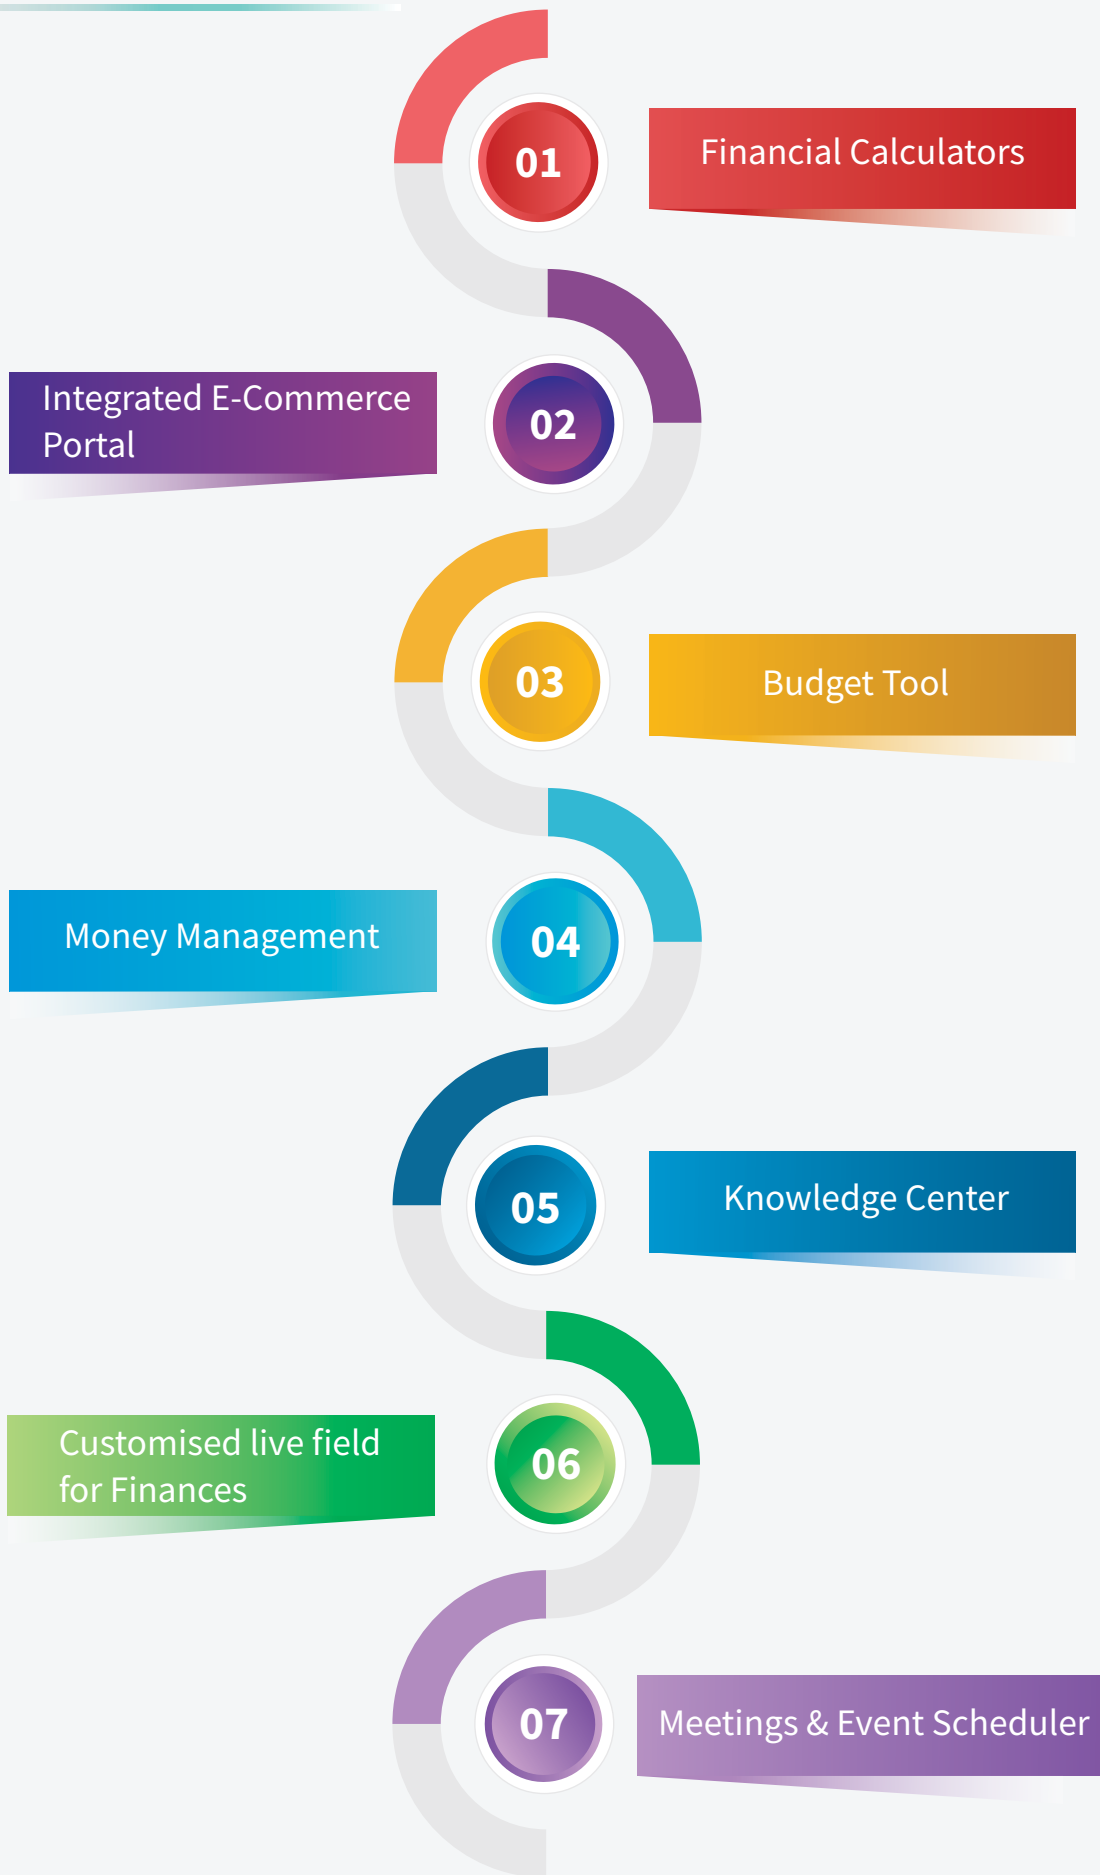 01
Financial Calculators
02
Integrated E-Commerce
Portal
03
Budget Tool
04
Money Management
05
Knowledge Center
06
Customised live field
for Finances
07
Meetings & Event Scheduler